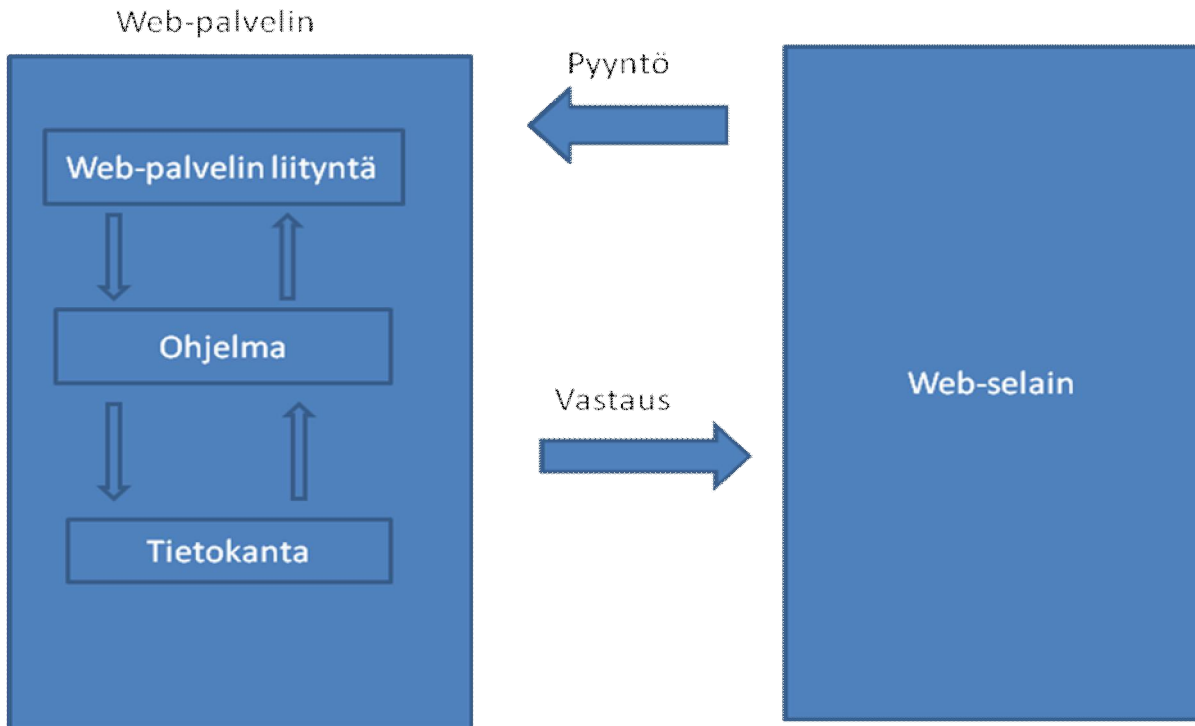 Web-palvelin
Pyyntö
Web-palvelin liityntä
Ohjelma
Web-selain
Vastaus
Tietokanta